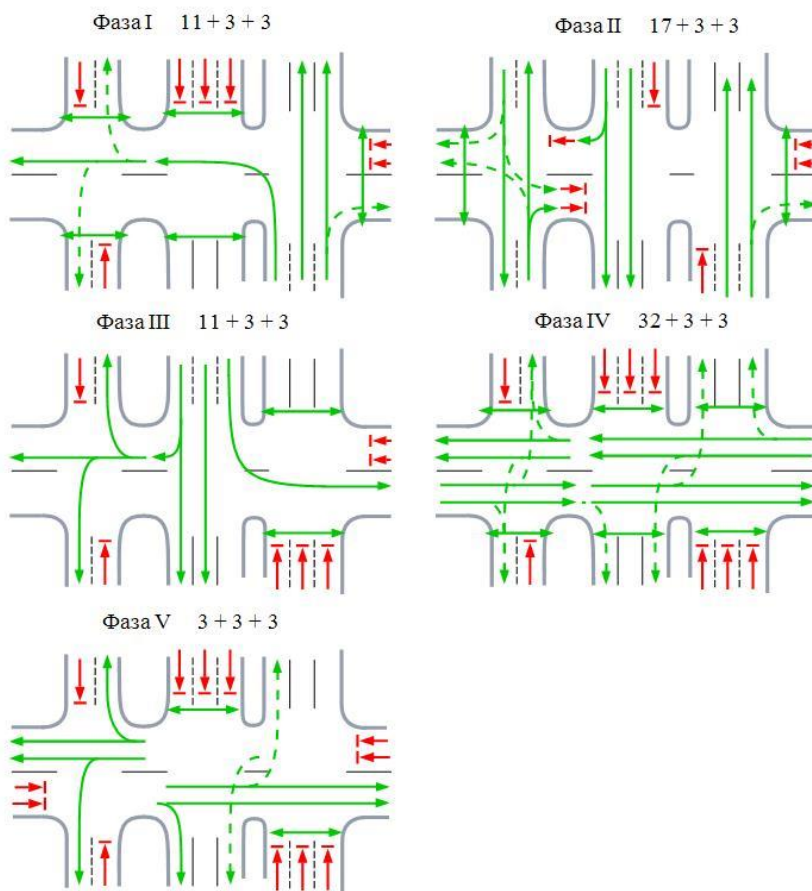 Фаза I 11 + 3 + 3
Фаза II 17 + 3 + 3
Фаза III 11 + 3 + 3
Фаза IV 32 + 3 + 3
Фаза V 3 + 3 + 3